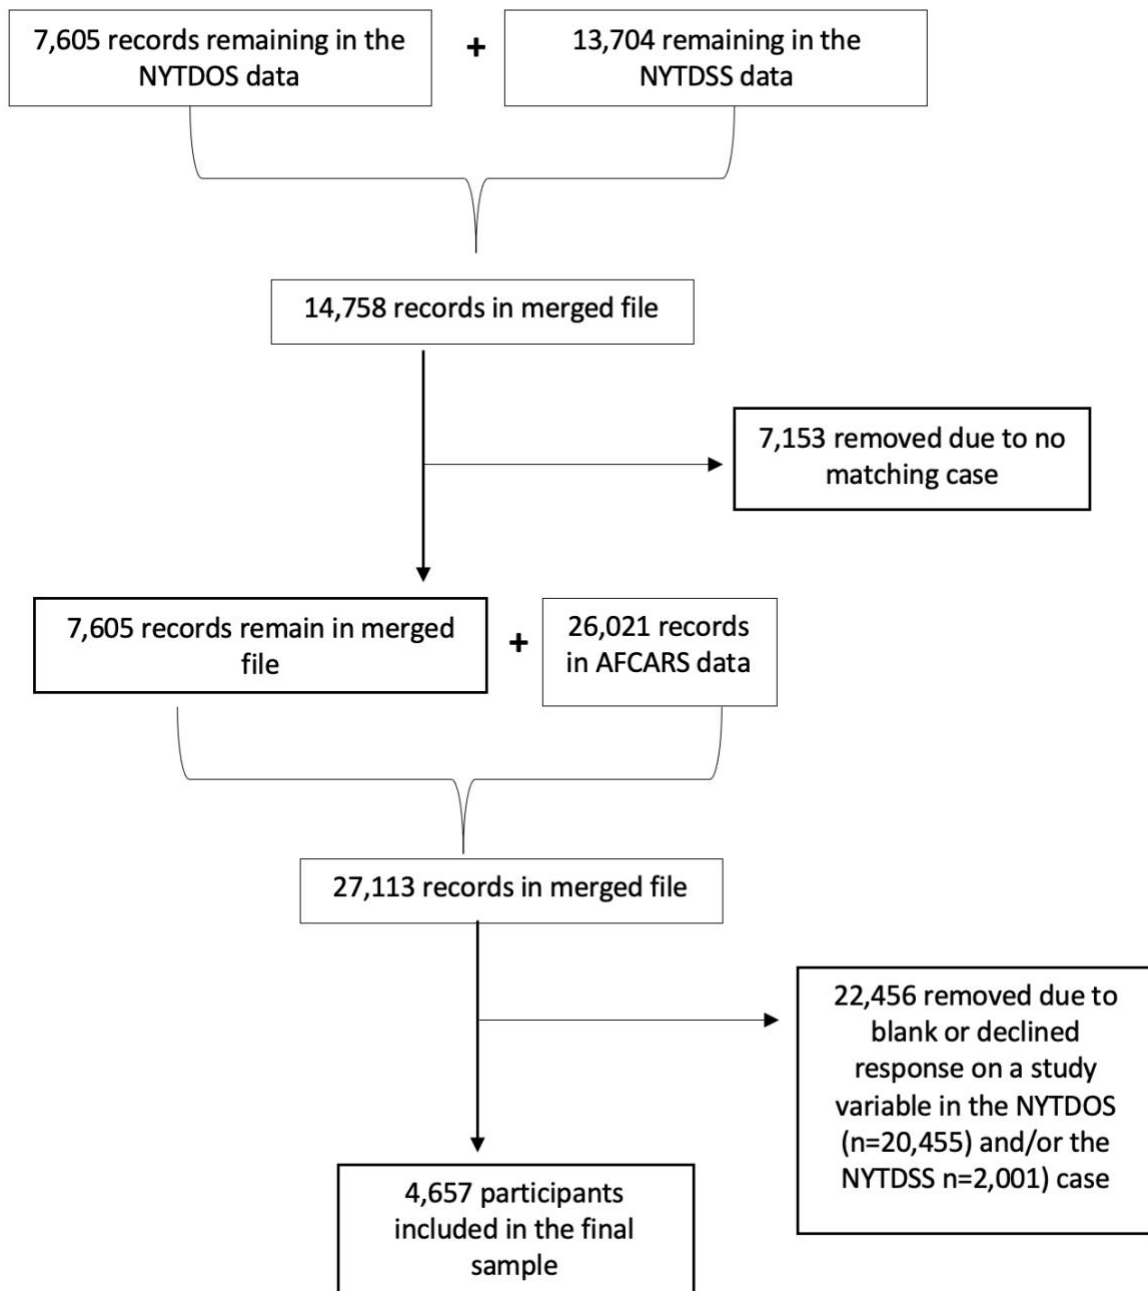 7,605 records remaining in the
NYTDOS data
+
13,704 remaining in the
NYTDSS data
14,758 records in merged file
7,153 removed due to no
matching case
7,605 records remain in merged
file
+
26,021 records
in AFCARS data
27,113 records in merged file
22,456 removed due to
blank or declined
response on a study
variable in the NYTDOS
(n=20,455) and/or the
NYTDSS n=2,001) case
4,657 participants
included in the final
sample